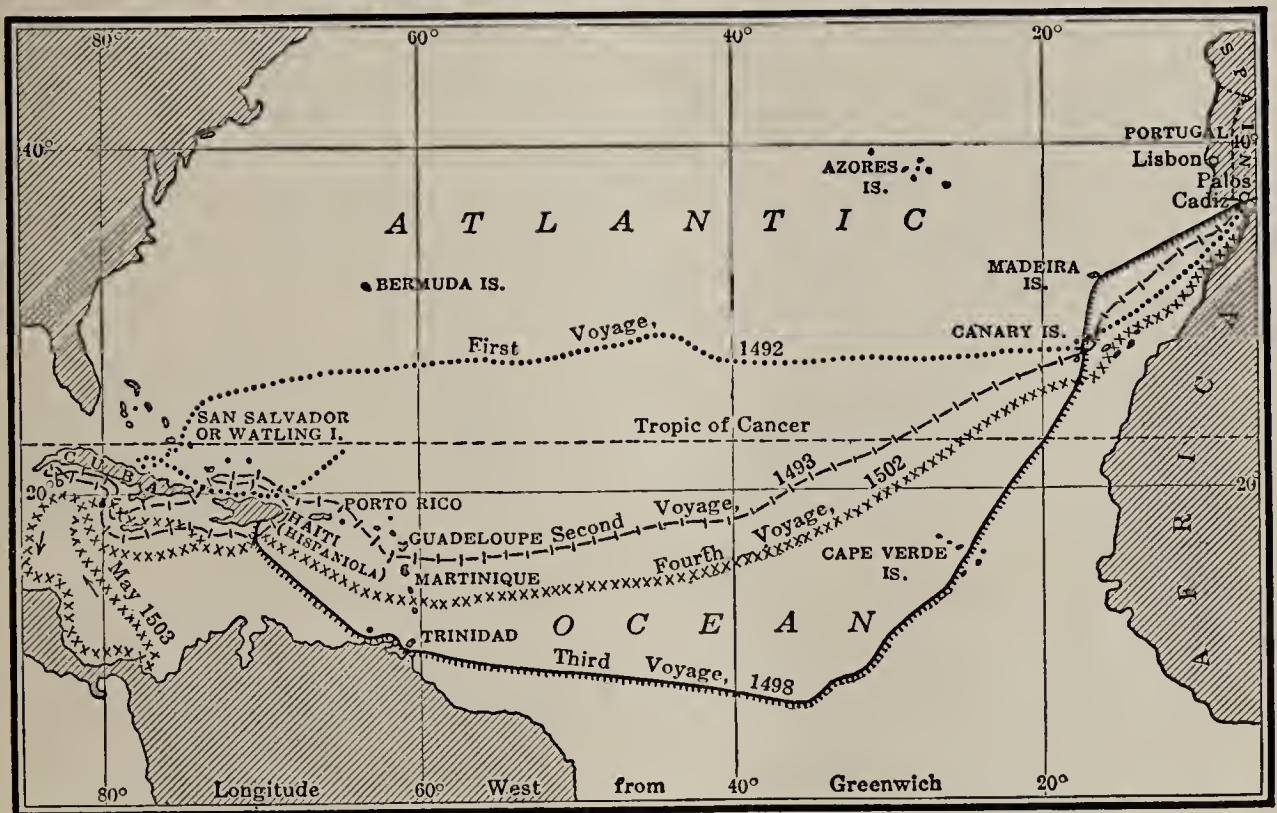 80° 60° 40° 20°
SPAIN
PORTUGAL
40° 40°
Lisbon
AZORES
IS.
Palos
Cadiz
ATLANTIC
MADEIRA
IS.
BERMUDA IS.
CANARY IS.
First Voyage, 1492
AFRICA
SAN SALVADOR
OR WATLING I.
Tropic of Cancer
CUBA
20° 20°
PORTO RICO
HAITI
(HISPANIOLA)
GUADELOUPE
Second Voyage, 1493
Fourth Voyage, 1502
CAPE VERDE
IS.
MARTINIQUE
May 1503
OCEAN
TRINIDAD
Third Voyage, 1498
80° 60° 40° 20°
Longitude West from Greenwich